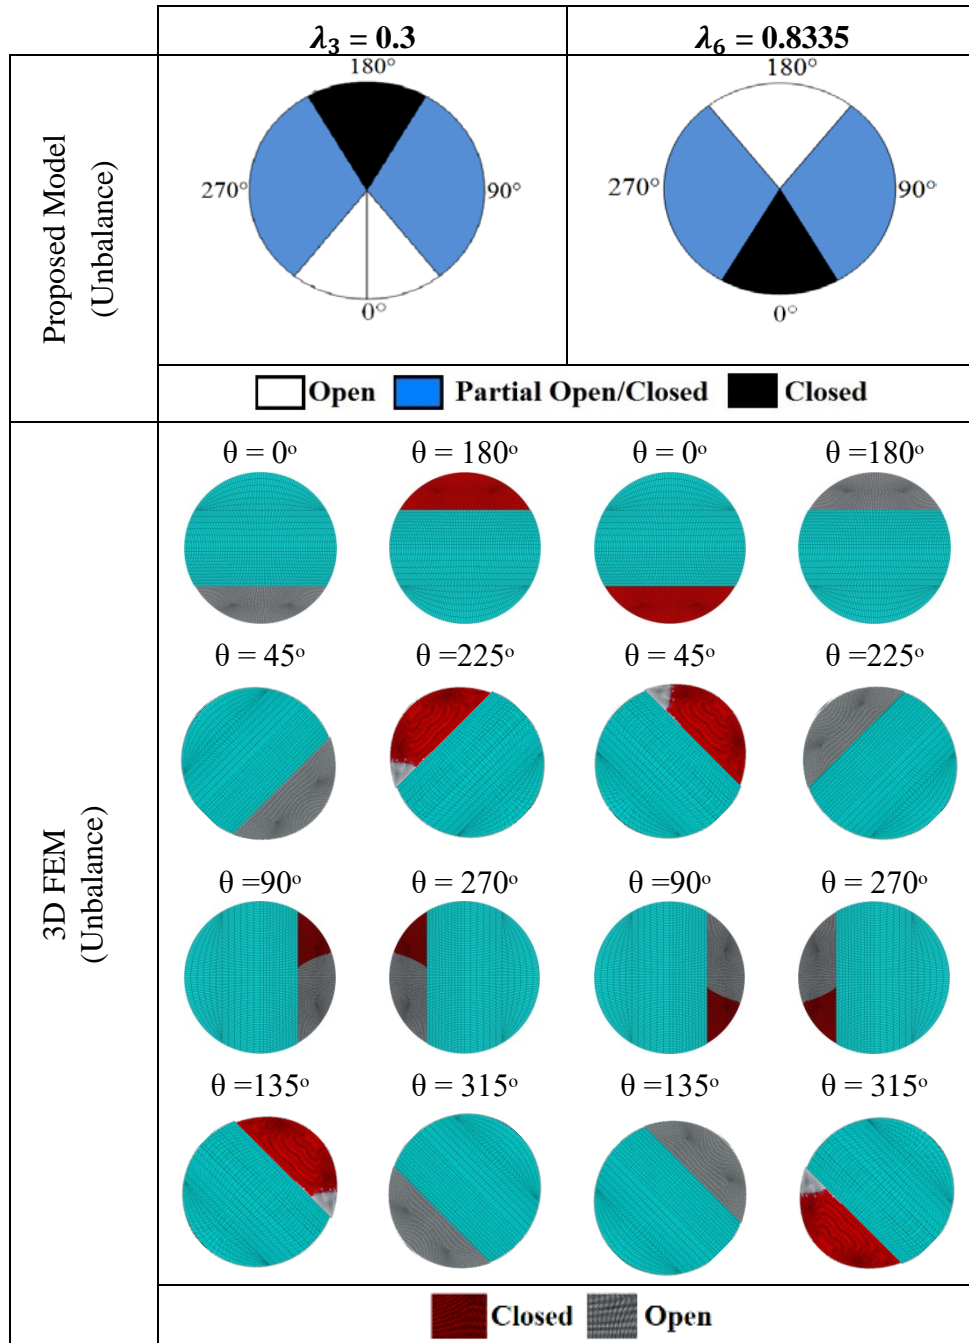 λ₃ = 0.3
λ₆ = 0.8335
Proposed Model
(Unbalance)
180°
270°
90°
0°
180°
270°
90°
0°
Open Partial Open/Closed Closed
3D FEM
(Unbalance)
θ = 0° θ = 180° θ = 0° θ =180°
θ = 45° θ =225° θ = 45° θ =225°
θ =90° θ = 270° θ =90° θ = 270°
θ =135° θ = 315° θ =135° θ = 315°
Closed Open